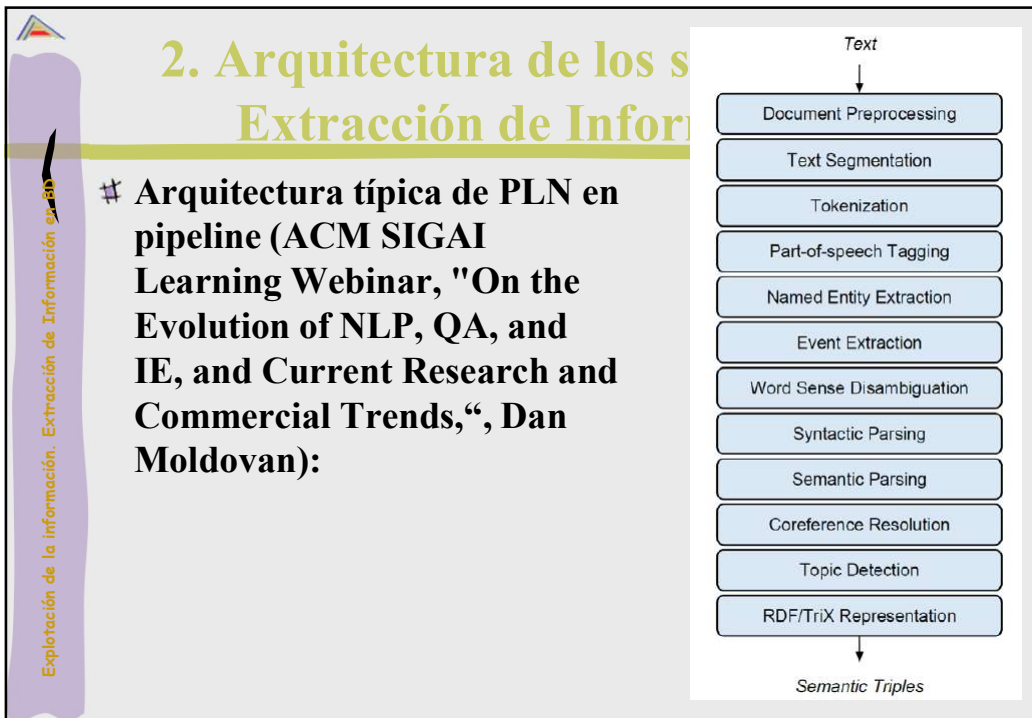 2. Arquitectura de los s
Extracción de Infor
Arquitectura típica de PLN en
pipeline (ACM SIGAI
Learning Webinar, "On the
Evolution of NLP, QA, and
IE, and Current Research and
Commercial Trends,“, Dan
Moldovan):
Text
Document Preprocessing
Text Segmentation
Tokenization
Part-of-speech Tagging
Named Entity Extraction
Event Extraction
Word Sense Disambiguation
Syntactic Parsing
Semantic Parsing
Coreference Resolution
Topic Detection
RDF/TriX Representation
Semantic Triples
Explotación de la información. Extracción de Información en BD